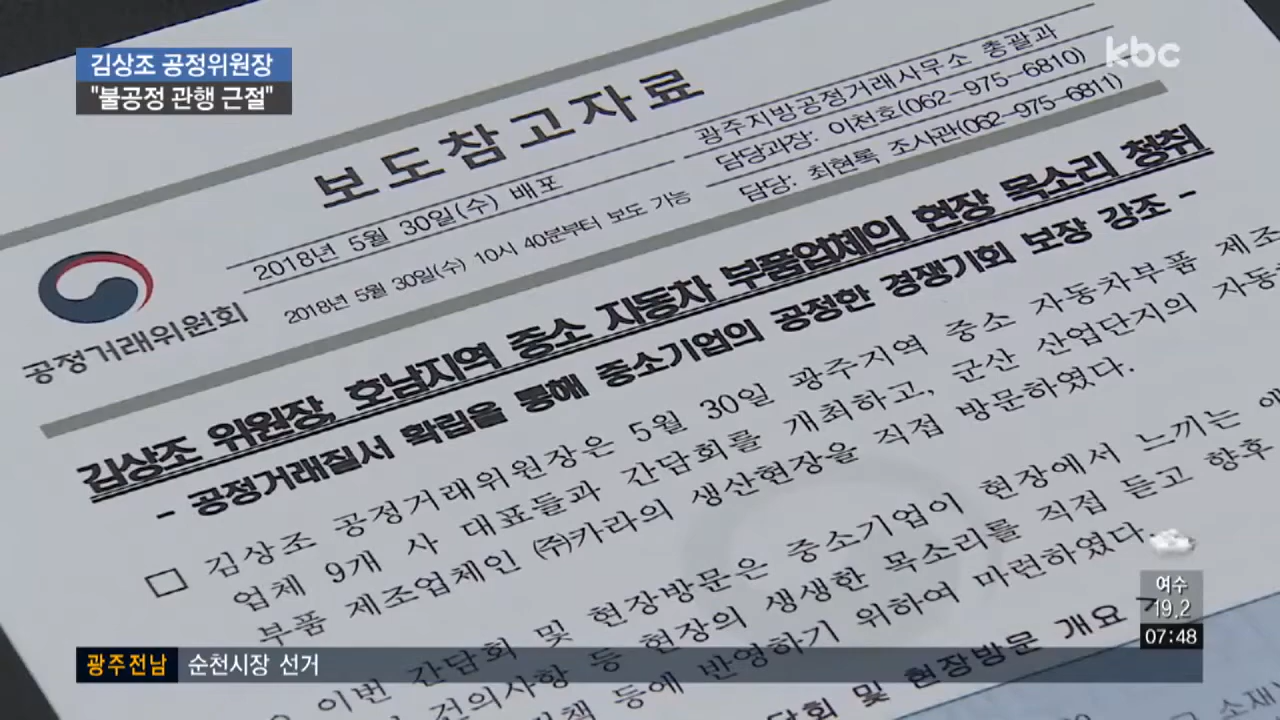 김상조 공정위원장
"불공정 관행 근절"
kbc
보도참고자료
2018년 5월 30일(수) 배포
2018년 5월 30일(수) 10시 40분부터 보도 가능
광주지방공정거래사무소 총괄과
담당과장: 이천호(062-975-6810)
담당: 최현록 조사관(062-975-6811)
공정거래위원회
김상조 위원장, 호남지역 중소 자동차 부품업체의 현장 목소리 청취
- 공정거래질서 확립을 통해 중소기업의 공정한 경쟁기회 보장 강조 -
□ 김상조 공정거래위원장은 5월 30일 광주지역 중소 자동차부품 제조
업체 9개 사 대표들과 간담회를 개최하고, 군산 산업단지의 자동차
부품 제조업체인 ㈜카라의 생산현장을 직접 방문하였다.
이번 간담회 및 현장방문은 중소기업이 현장에서 느끼는
건의사항 등 현장의 생생한 목소리를 직접 듣고 향후
등에 반영하기 위하여 마련하였다.
및 현장방문 개요
여수
19.2
07:48
광주전남 순천시장 선거